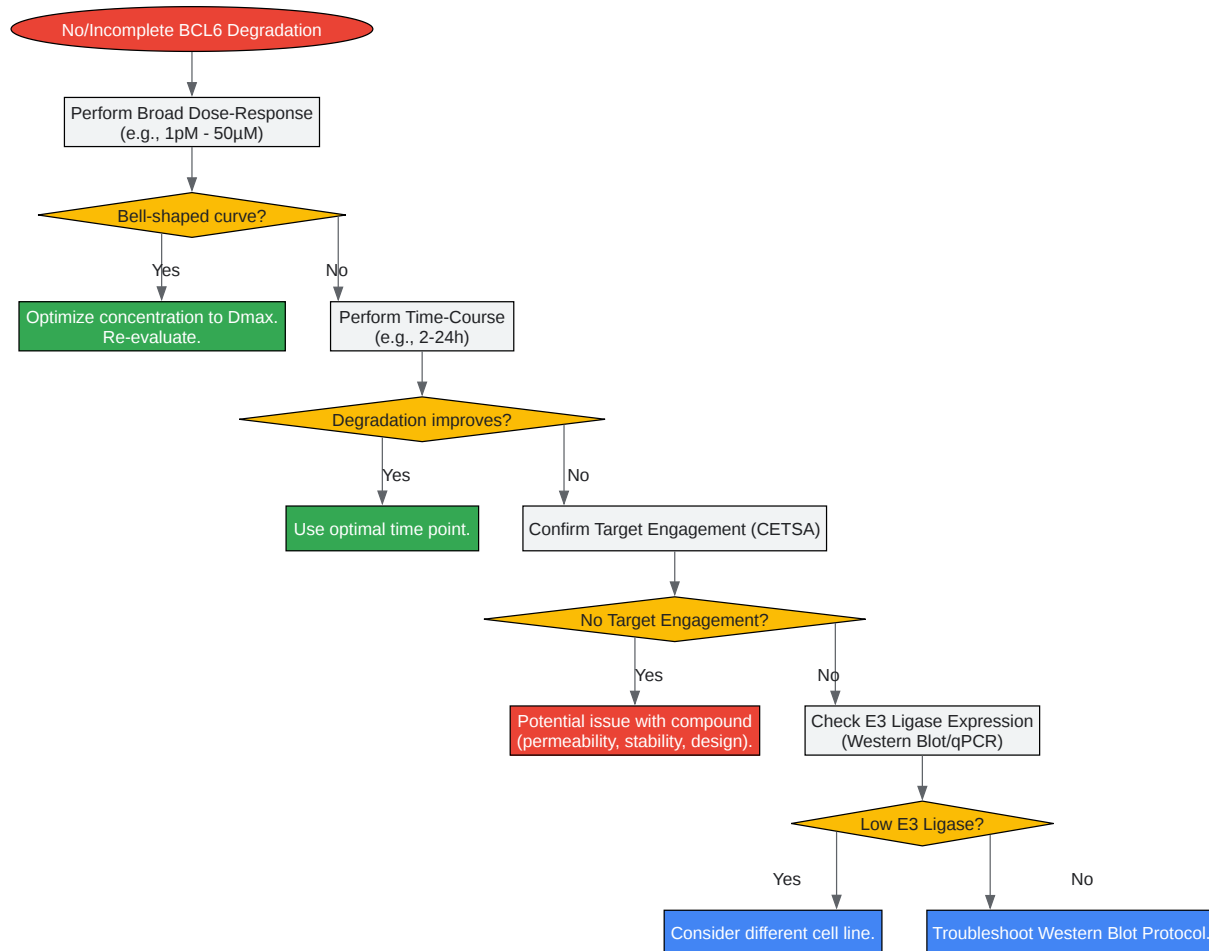 No/Incomplete BCL6 Degradation
Perform Broad Dose-Response
(e.g., 1pM - 50µM)
Bell-shaped curve?
Yes
No
Optimize concentration to Dmax.
Re-evaluate.
Perform Time-Course
(e.g., 2-24h)
Degradation improves?
Yes
No
Use optimal time point.
Confirm Target Engagement (CETSA)
No Target Engagement?
Yes
No
Potential issue with compound
(permeability, stability, design).
Check E3 Ligase Expression
(Western Blot/qPCR)
Low E3 Ligase?
Yes
No
Consider different cell line.
Troubleshoot Western Blot Protocol.